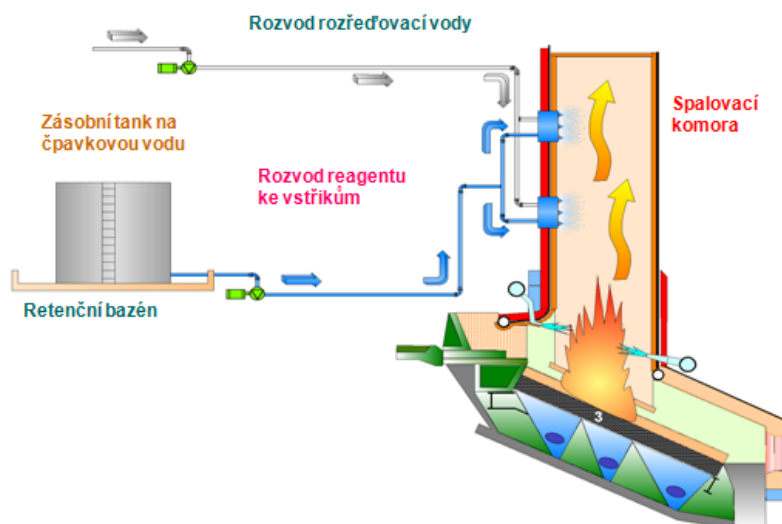 Rozvod rozřeďovací vody
Zásobní tank na
čpavkovou vodu
Spalovací
komora
Rozvod reagentu
ke vstřikům
Retenční bazén
3